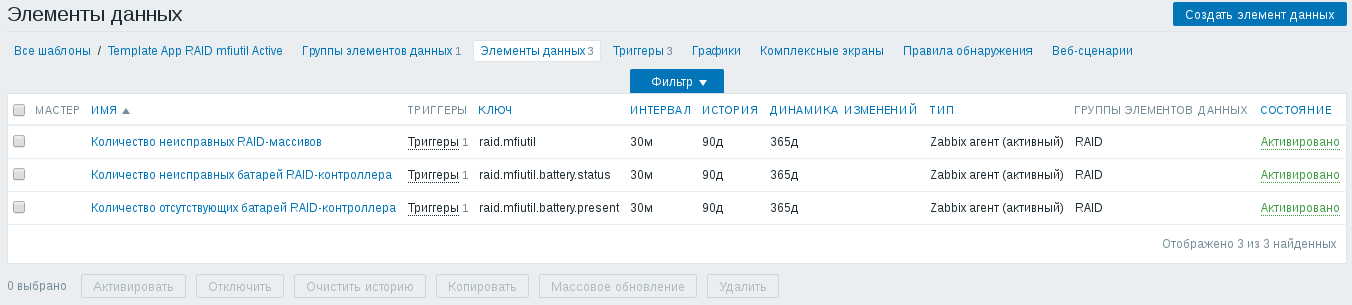 Элементы данных
Создать элемент данных
Все шаблоны / Template App RAID mfiutil Active Группы элементов данных 1 Элементы данных 3 Триггеры 3 Графики Комплексные экраны Правила обнаружения Веб-сценарии
Фильтр
МАСТЕР ИМЯ ТРИГГЕРЫ КЛЮЧ ИНТЕРВАЛ ИСТОРИЯ ДИНАМИКА ИЗМЕНЕНИЙ ТИП ГРУППЫ ЭЛЕМЕНТОВ ДАННЫХ СОСТОЯНИЕ
Количество неисправных RAID-массивов Триггеры 1 raid.mfiutil 30м 90д 365д Zabbix агент (активный) RAID Активировано
Количество неисправных батарей RAID-контроллера Триггеры 1 raid.mfiutil.battery.status 30м 90д 365д Zabbix агент (активный) RAID Активировано
Количество отсутствующих батарей RAID-контроллера Триггеры 1 raid.mfiutil.battery.present 30м 90д 365д Zabbix агент (активный) RAID Активировано
Отображено 3 из 3 найденных
0 выбрано Активировать Отключить Очистить историю Копировать Массовое обновление Удалить